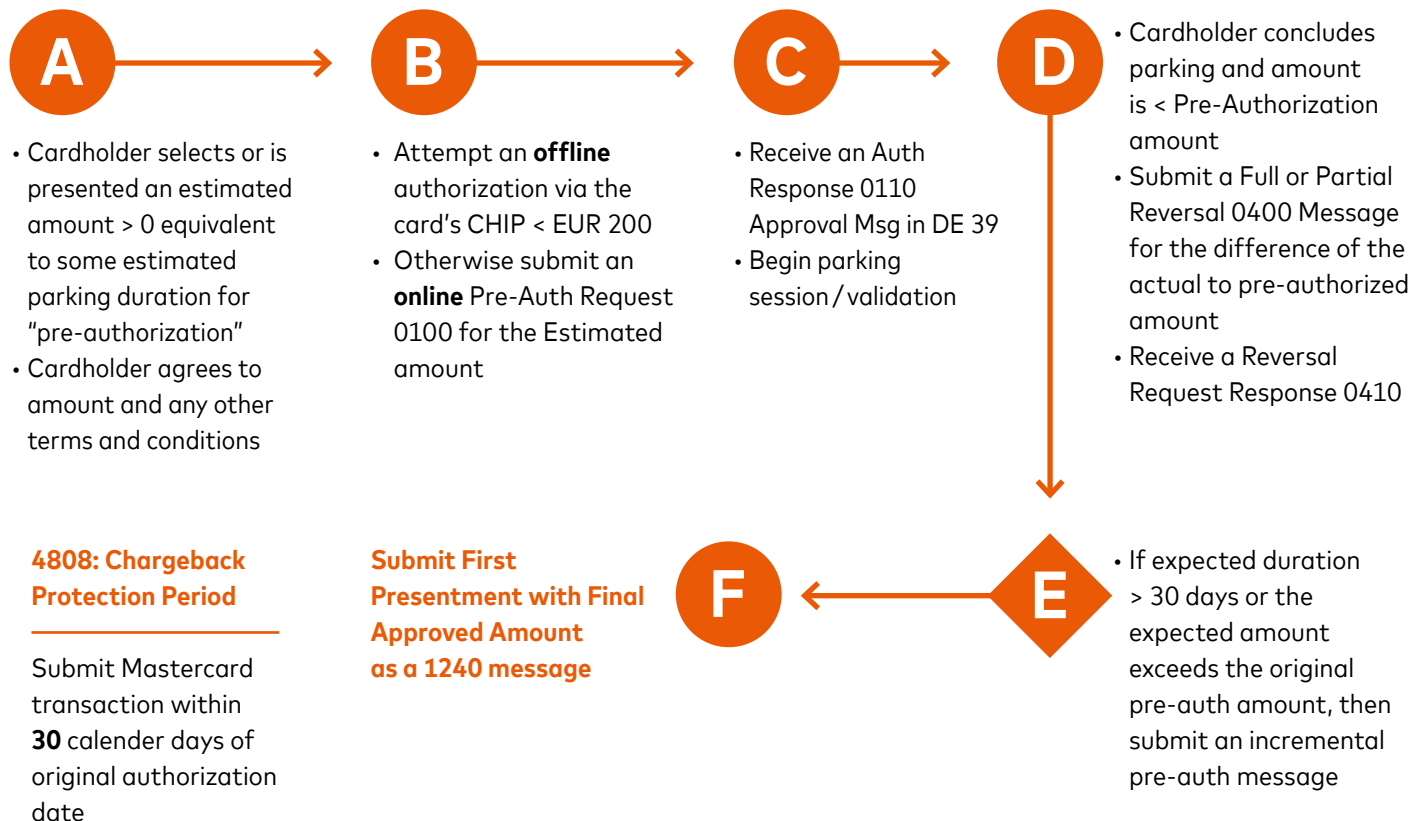 A
• Cardholder selects or is
presented an estimated
amount > 0 equivalent
to some estimated
parking duration for
“pre-authorization”
• Cardholder agrees to
amount and any other
terms and conditions
B
• Attempt an offline
authorization via the
card’s CHIP < EUR 200
• Otherwise submit an
online Pre-Auth Request
0100 for the Estimated
amount
C
• Receive an Auth
Response 0110
Approval Msg in DE 39
• Begin parking
session / validation
D
• Cardholder concludes
parking and amount
is < Pre-Authorization
amount
• Submit a Full or Partial
Reversal 0400 Message
for the difference of the
actual to pre-authorized
amount
• Receive a Reversal
Request Response 0410
E
• If expected duration
> 30 days or the
expected amount
exceeds the original
pre-auth amount, then
submit an incremental
pre-auth message
F
Submit First
Presentment with Final
Approved Amount
as a 1240 message
4808: Chargeback
Protection Period
Submit Mastercard
transaction within
30 calender days of
original authorization
date